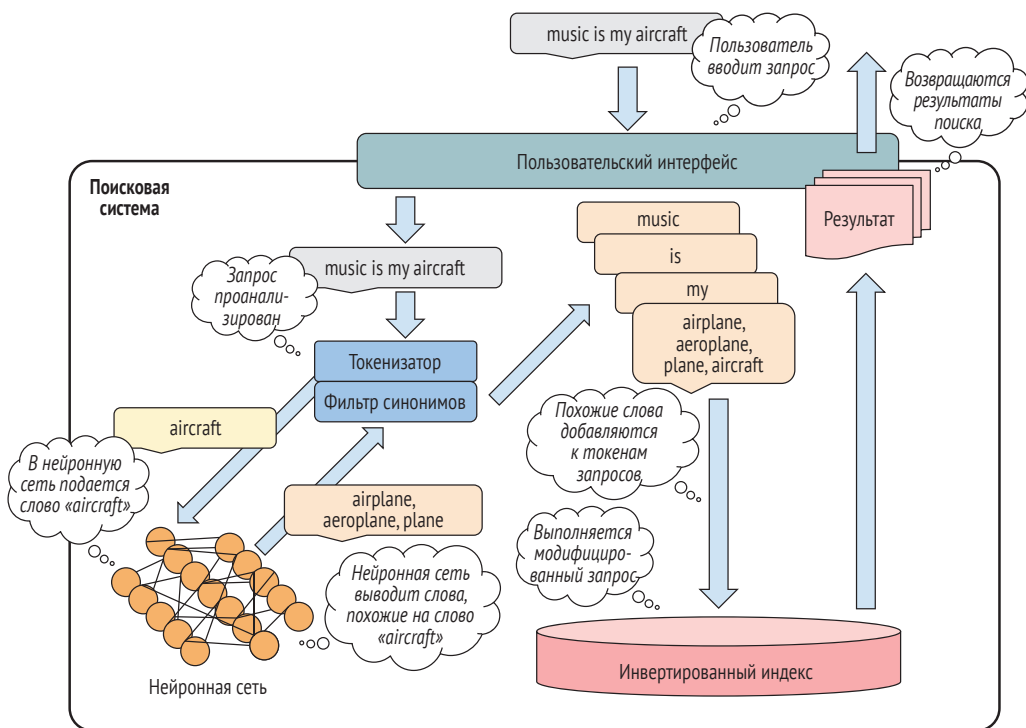 music is my aircraft
Пользователь
вводит запрос
Возвращаются
результаты
поиска
Пользовательский интерфейс
Поисковая
система
Результат
music
is
my
airplane,
aeroplane,
plane, aircraft
music is my aircraft
Запрос
проанали-
зирован
Токенизатор
Фильтр синонимов
aircraft
В нейронную
сеть подается
слово «aircraft»
airplane,
aeroplane, plane
Похожие слова
добавляются
к токенам
запросов
Выполняется
модифициро-
ванный запрос
Нейронная сеть
выводит слова,
похожие на слово
«aircraft»
Нейронная сеть
Инвертированный индекс